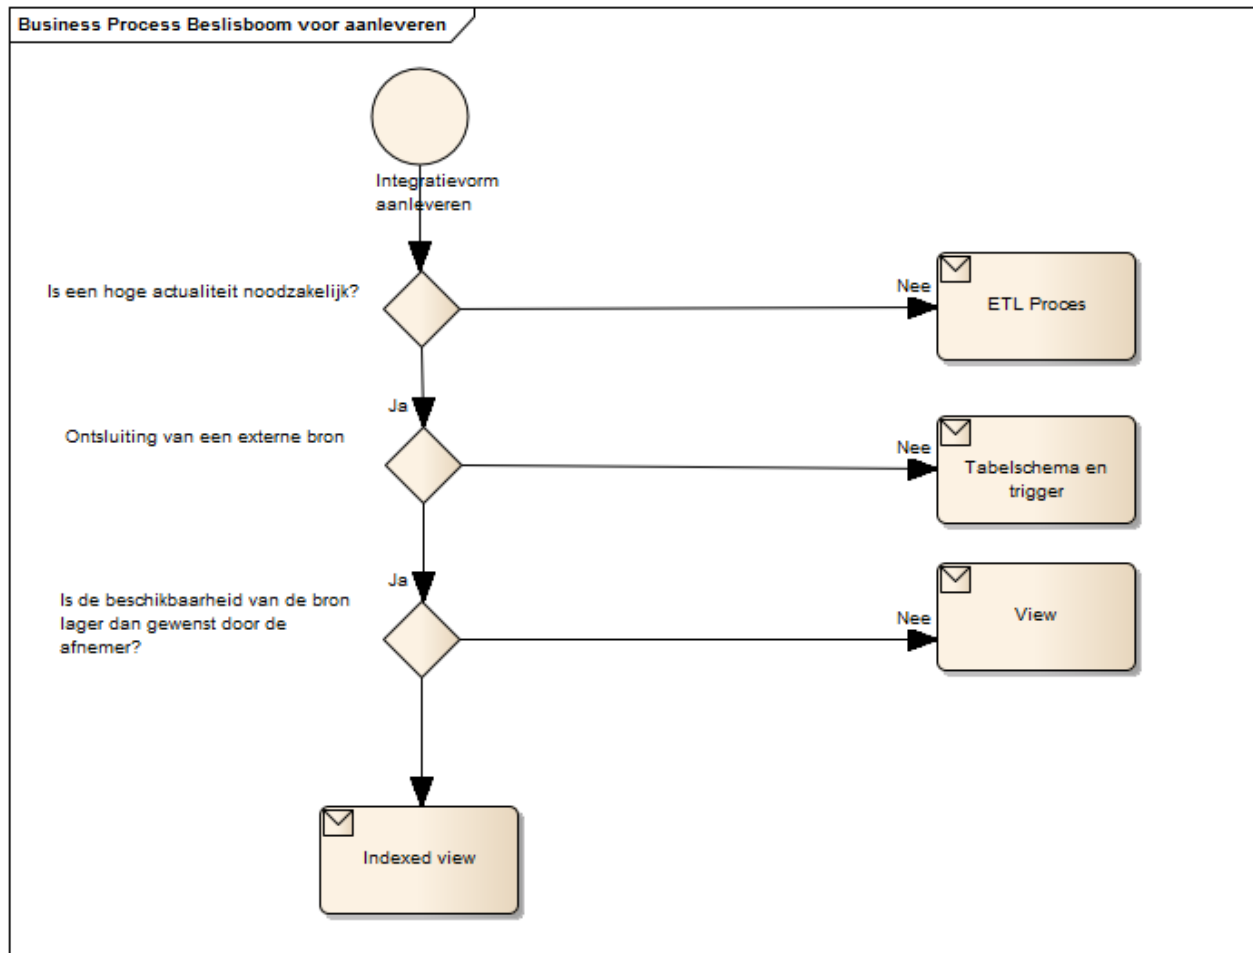 Business Process Beslisboom voor aanleveren
Integratievorm
aanleveren
Is een hoge actualiteit noodzakelijk?
Nee
ETL Proces
Ja
Ontsluiting van een externe bron
Nee
Tabelschema en
trigger
Ja
Is de beschikbaarheid van de bron
lager dan gewenst door de
afnemer?
Nee
View
Indexed view